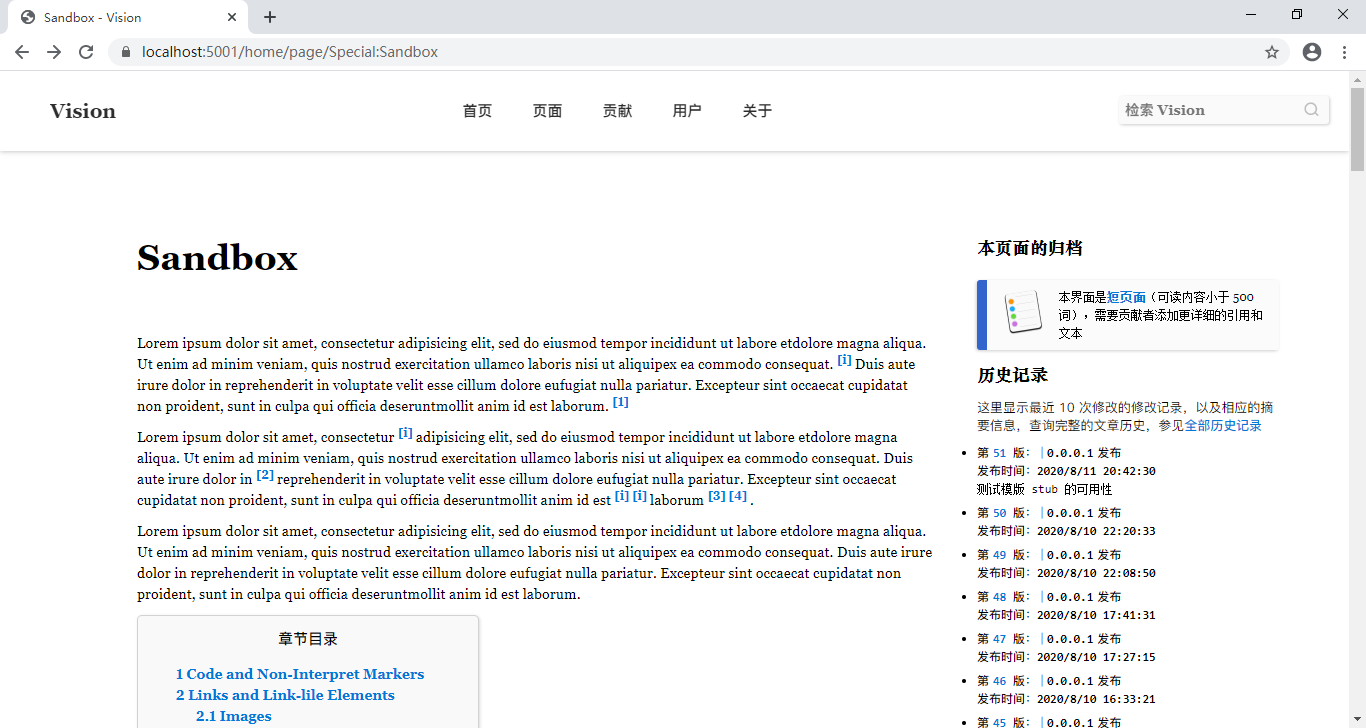 Sandbox - Vision
localhost:5001/home/page/Special:Sandbox
Vision
首页 页面 贡献 用户 关于
检索 Vision
Sandbox
Lorem ipsum dolor sit amet, consectetur adipisicing elit, sed do eiusmod tempor incididunt ut labore etdolore magna aliqua.
Ut enim ad minim veniam, quis nostrud exercitation ullamco laboris nisi ut aliquipex ea commodo consequat. [i] Duis aute
irure dolor in reprehenderit in voluptate velit esse cillum dolore eufugiat nulla pariatur. Excepteur sint occaecat cupidatat
non proident, sunt in culpa qui officia deseruntmollit anim id est laborum. [1]
Lorem ipsum dolor sit amet, consectetur [i] adipisicing elit, sed do eiusmod tempor incididunt ut labore etdolore magna
aliqua. Ut enim ad minim veniam, quis nostrud exercitation ullamco laboris nisi ut aliquipex ea commodo consequat. Duis
aute irure dolor in [2] reprehenderit in voluptate velit esse cillum dolore eufugiat nulla pariatur. Excepteur sint occaecat
cupidatat non proident, sunt in culpa qui officia deseruntmollit anim id est [i] [i] laborum [3] [4] .
Lorem ipsum dolor sit amet, consectetur adipisicing elit, sed do eiusmod tempor incididunt ut labore etdolore magna aliqua.
Ut enim ad minim veniam, quis nostrud exercitation ullamco laboris nisi ut aliquipex ea commodo consequat. Duis aute irure
dolor in reprehenderit in voluptate velit esse cillum dolore eufugiat nulla pariatur. Excepteur sint occaecat cupidatat non
proident, sunt in culpa qui officia deseruntmollit anim id est laborum.
章节目录
1 Code and Non-Interpret Markers
2 Links and Link-lile Elements
2.1 Images
本页面的归档
本界面是短页面（可读内容小于 500
词），需要贡献者添加更详细的引用和
文本
历史记录
这里显示最近 10 次修改的修改记录，以及相应的摘
要信息，查询完整的文章历史，参见全部历史记录
第 51 版： |0.0.0.1 发布
发布时间：2020/8/11 20:42:30
测试模版 stub 的可用性
第 50 版： |0.0.0.1 发布
发布时间：2020/8/10 22:20:33
第 49 版： |0.0.0.1 发布
发布时间：2020/8/10 22:08:50
第 48 版： |0.0.0.1 发布
发布时间：2020/8/10 17:41:31
第 47 版： |0.0.0.1 发布
发布时间：2020/8/10 17:27:15
第 46 版： |0.0.0.1 发布
发布时间：2020/8/10 16:33:21
第 45 版： |0.0.0.1 发布